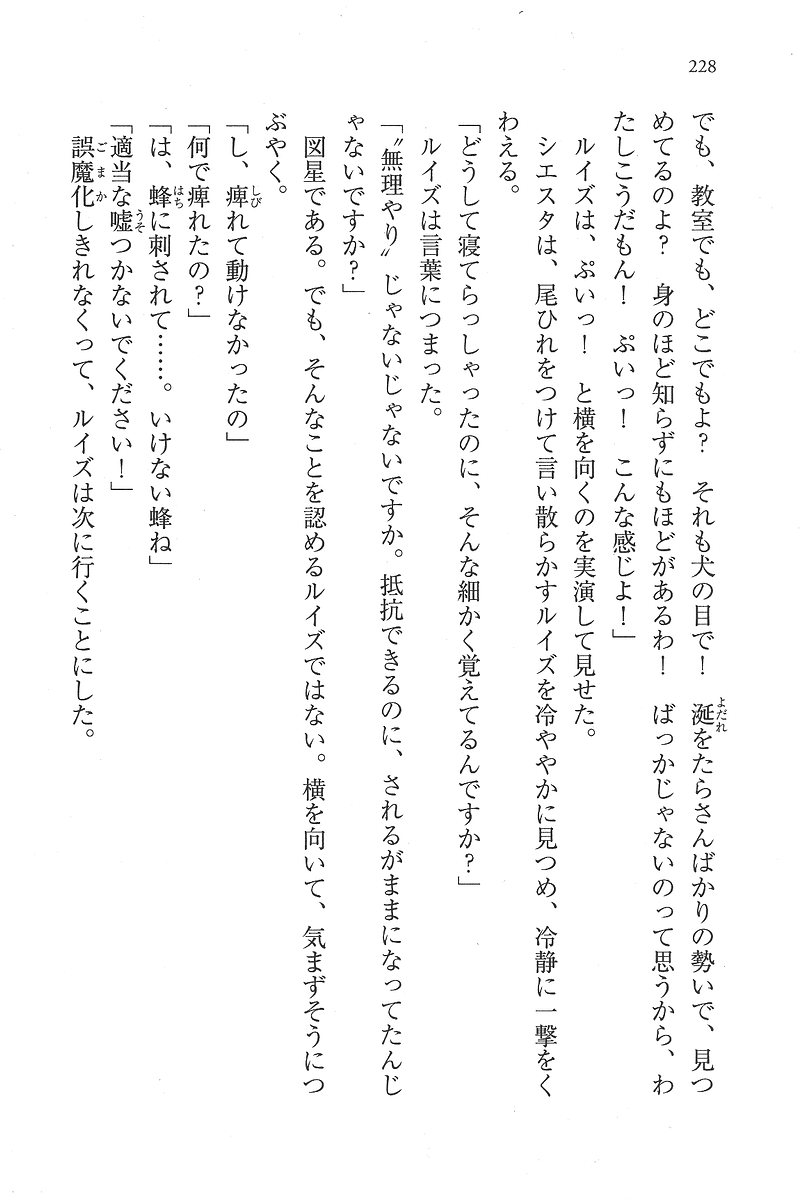 228
でも、教室でも、どこでもよ？　それも犬の目で！　涎をたらさんばかりの勢いで、見つ
めてるのよ？　身のほど知らずにもほどがあるわ！　ばっかじゃないのって思うから、わ
たしこうだもん！　ぷいっ！　こんな感じよ！」
　ルイズは、ぷいっ！　と横を向くのを実演して見せた。
　シエスタは、尾ひれをつけて言い散らかすルイズを冷ややかに見つめ、冷静に一撃をく
わえる。
「どうして寝てらっしゃったのに、そんな細かく覚えてるんですか？」
　ルイズは言葉につまった。
「〝無理やり〟じゃないじゃないですか。抵抗できるのに、されるがままになってたんじ
ゃないですか？」
　図星である。でも、そんなことを認めるルイズではない。横を向いて、気まずそうにつ
ぶやく。
「し、痺れて動けなかったの」
「何で痺れたの？」
「は、蜂に刺されて……。いけない蜂ね」
「適当な嘘つかないでください！」
　誤魔化しきれなくって、ルイズは次に行くことにした。